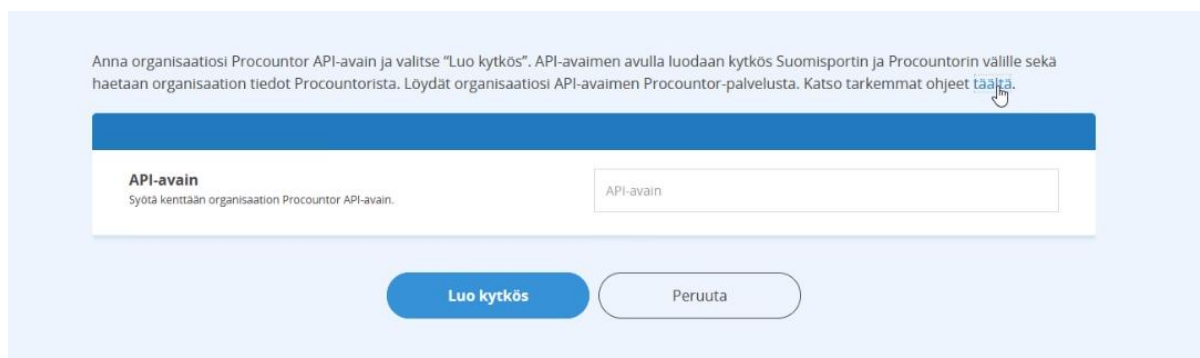 Anna organisaatiosi Procountor API-avain ja valitse “Luo kytkös”. API-avaimen avulla luodaan kytkös Suomisportin ja Procountorin välille sekä
haetaan organisaation tiedot Procountorista. Löydät organisaatiosi API-avaimen Procountor-palvelusta. Katso tarkemmat ohjeet täältä.
API-avain
Syötä kenttään organisaation Procountor API-avain.
API-avain
Luo kytkös
Peruuta